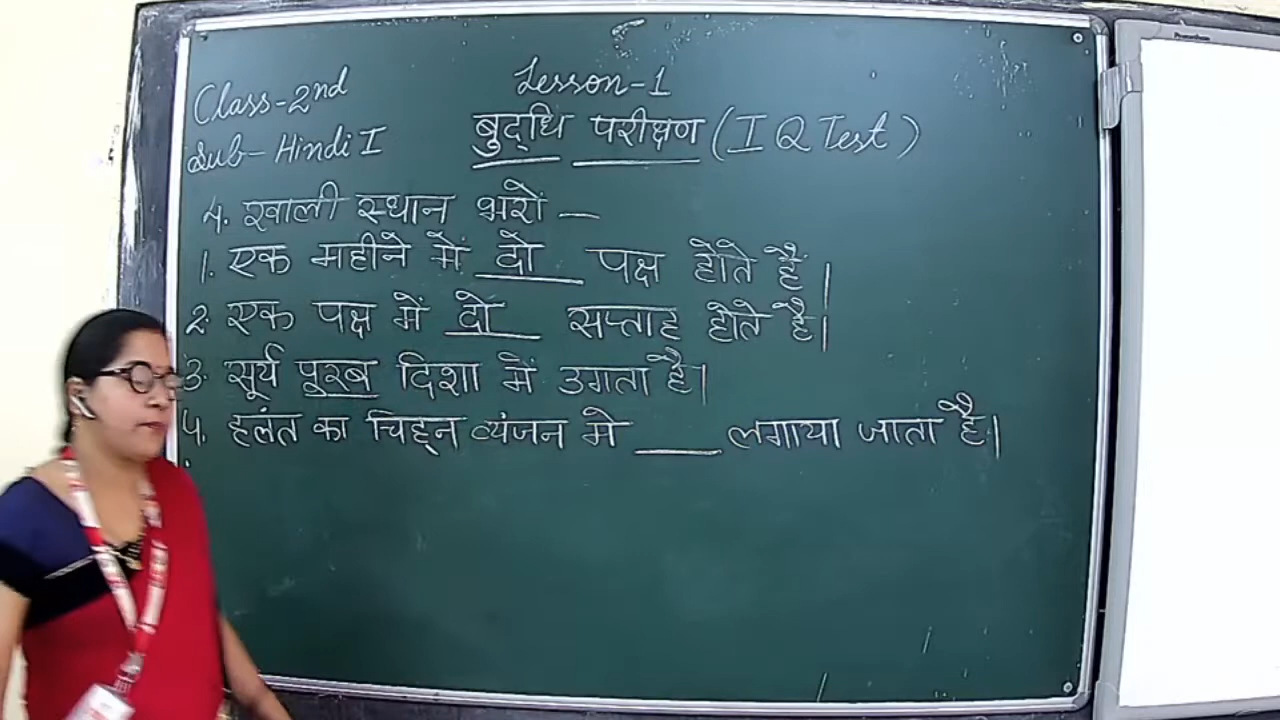 Class-2nd
Lesson-1
Sub-Hindi I
बुद्धि परीक्षण (I Q Test)
4. खाली स्थान भरों —
1. एक महीने में दो पक्ष होते हैं।
2. एक पक्ष में दो सप्ताह होते हैं।
3. सूर्य पूरब दिशा में उगता है।
4. हलंत का चिह्न व्यंजन मे ____ लगाया जाता है।
Promethean